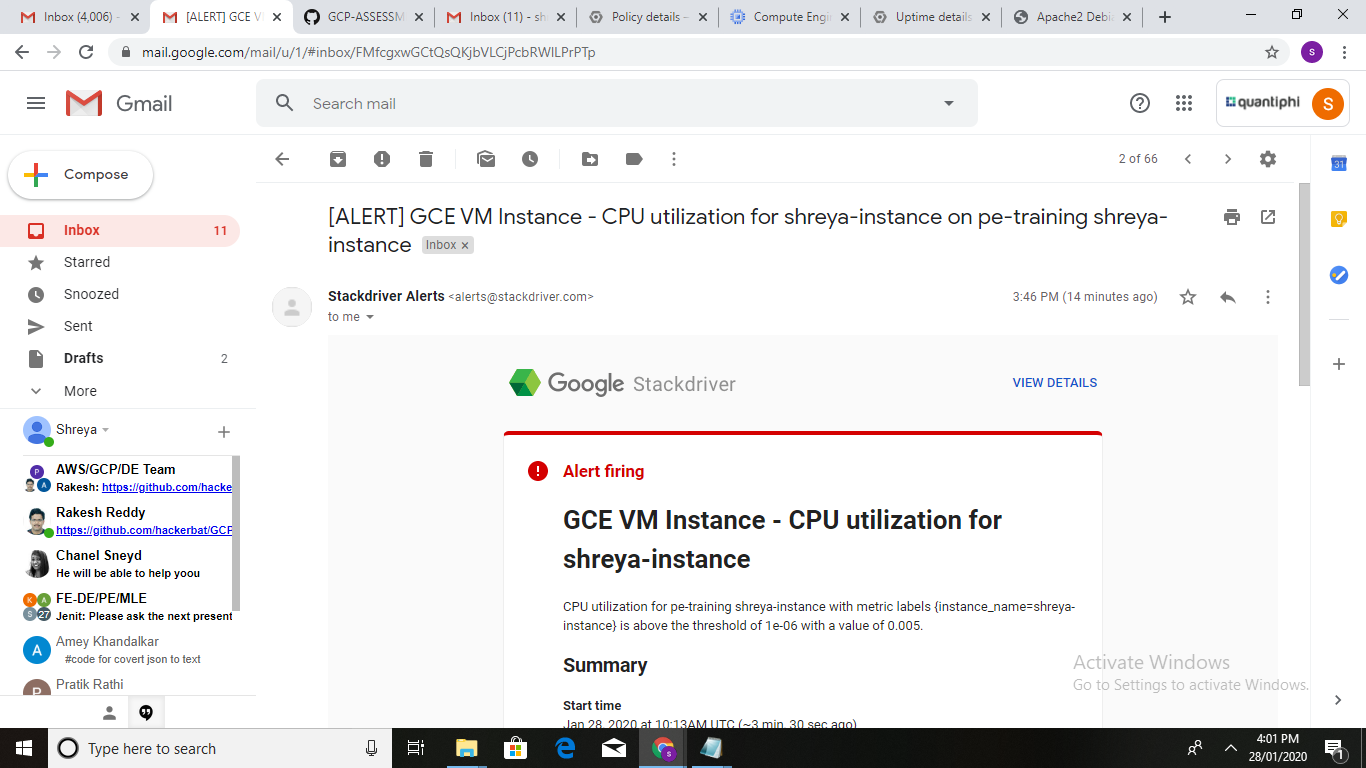 Inbox (4,006) -
[ALERT] GCE V
GCP-ASSESSM
Inbox (11) - sh
Policy details –
Compute Engi
Uptime details
Apache2 Debi
mail.google.com/mail/u/1/#inbox/FMfcgxwGCtQsQKjbVLCjPcbRWlLPrPTp
s
Gmail
Search mail
quantiphi
S
Compose
2 of 66
31
Inbox 11
Starred
Snoozed
Sent
Drafts 2
More
Shreya
AWS/GCP/DE Team
Rakesh: https://github.com/hacke
Rakesh Reddy
https://github.com/hackerbat/GCP
Chanel Sneyd
He will be able to help yoou
FE-DE/PE/MLE
Jenit: Please ask the next present
Amey Khandalkar
#code for covert json to text
Pratik Rathi
P
A
K
A
S
27
A
P
[ALERT] GCE VM Instance - CPU utilization for shreya-instance on pe-training shreya-
instance Inbox x
Stackdriver Alerts <alerts@stackdriver.com>
3:46 PM (14 minutes ago)
to me
Google Stackdriver
VIEW DETAILS
Alert firing
GCE VM Instance - CPU utilization for
shreya-instance
CPU utilization for pe-training shreya-instance with metric labels {instance_name=shreya-
instance} is above the threshold of 1e-06 with a value of 0.005.
Summary
Start time
Jan 28, 2020 at 10:13AM UTC (~3 min, 30 sec ago)
Activate Windows
Go to Settings to activate Windows.
Type here to search
s
4:01 PM
28/01/2020
1